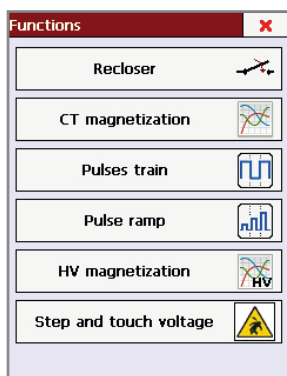 Functions
Recloser
CT magnetization
Pulses train
Pulse ramp
HV magnetization
HV
Step and touch voltage